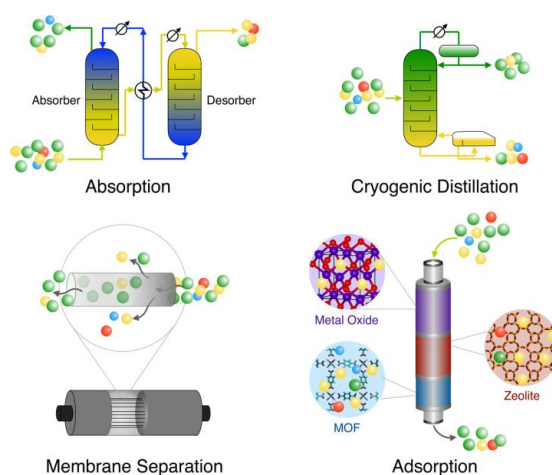 Absorber
Desorber
Absorption
Cryogenic Distillation
Metal Oxide
Zeolite
MOF
Membrane Separation
Adsorption